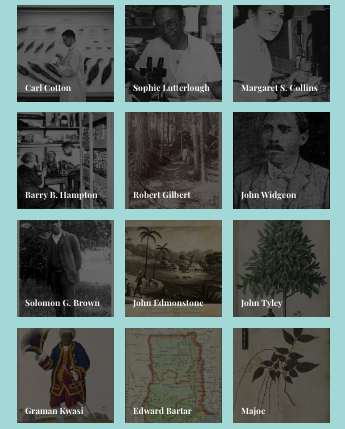 Carl Cotton
Sophie Lutterlough
Margaret S. Collins
Barry B. Hampton
Robert Gilbert
John Widgeon
Solomon G. Brown
John Edmonstone
John Tyley
Graman Kwasi
Edward Bartar
Majoe